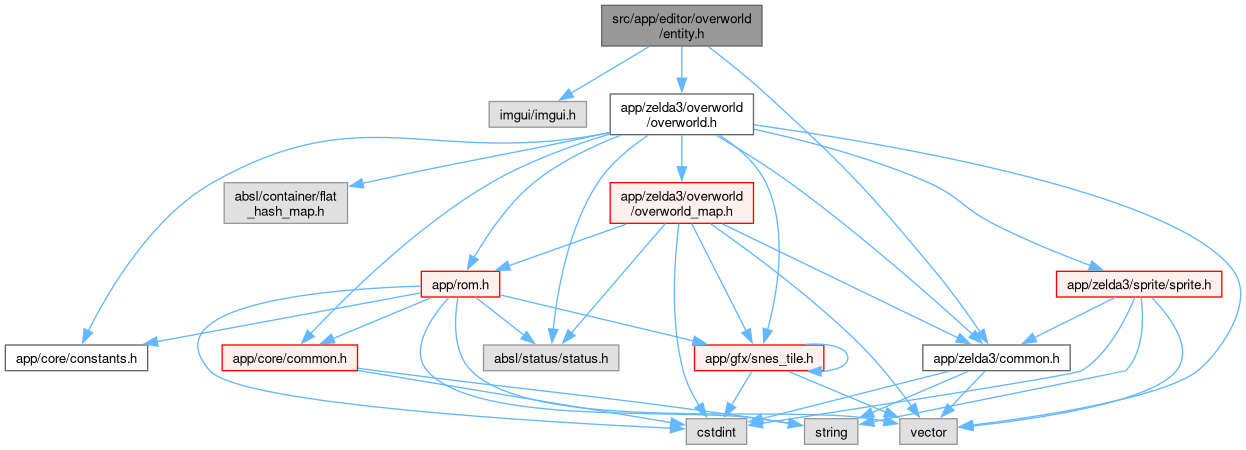 src/app/editor/overworld
/entity.h
imgui/imgui.h
app/zelda3/overworld
/overworld.h
absl/container/flat
_hash_map.h
app/zelda3/overworld
/overworld_map.h
app/rom.h
app/zelda3/sprite/sprite.h
app/core/constants.h
app/core/common.h
absl/status/status.h
app/gfx/snes_tile.h
app/zelda3/common.h
cstdint
string
vector